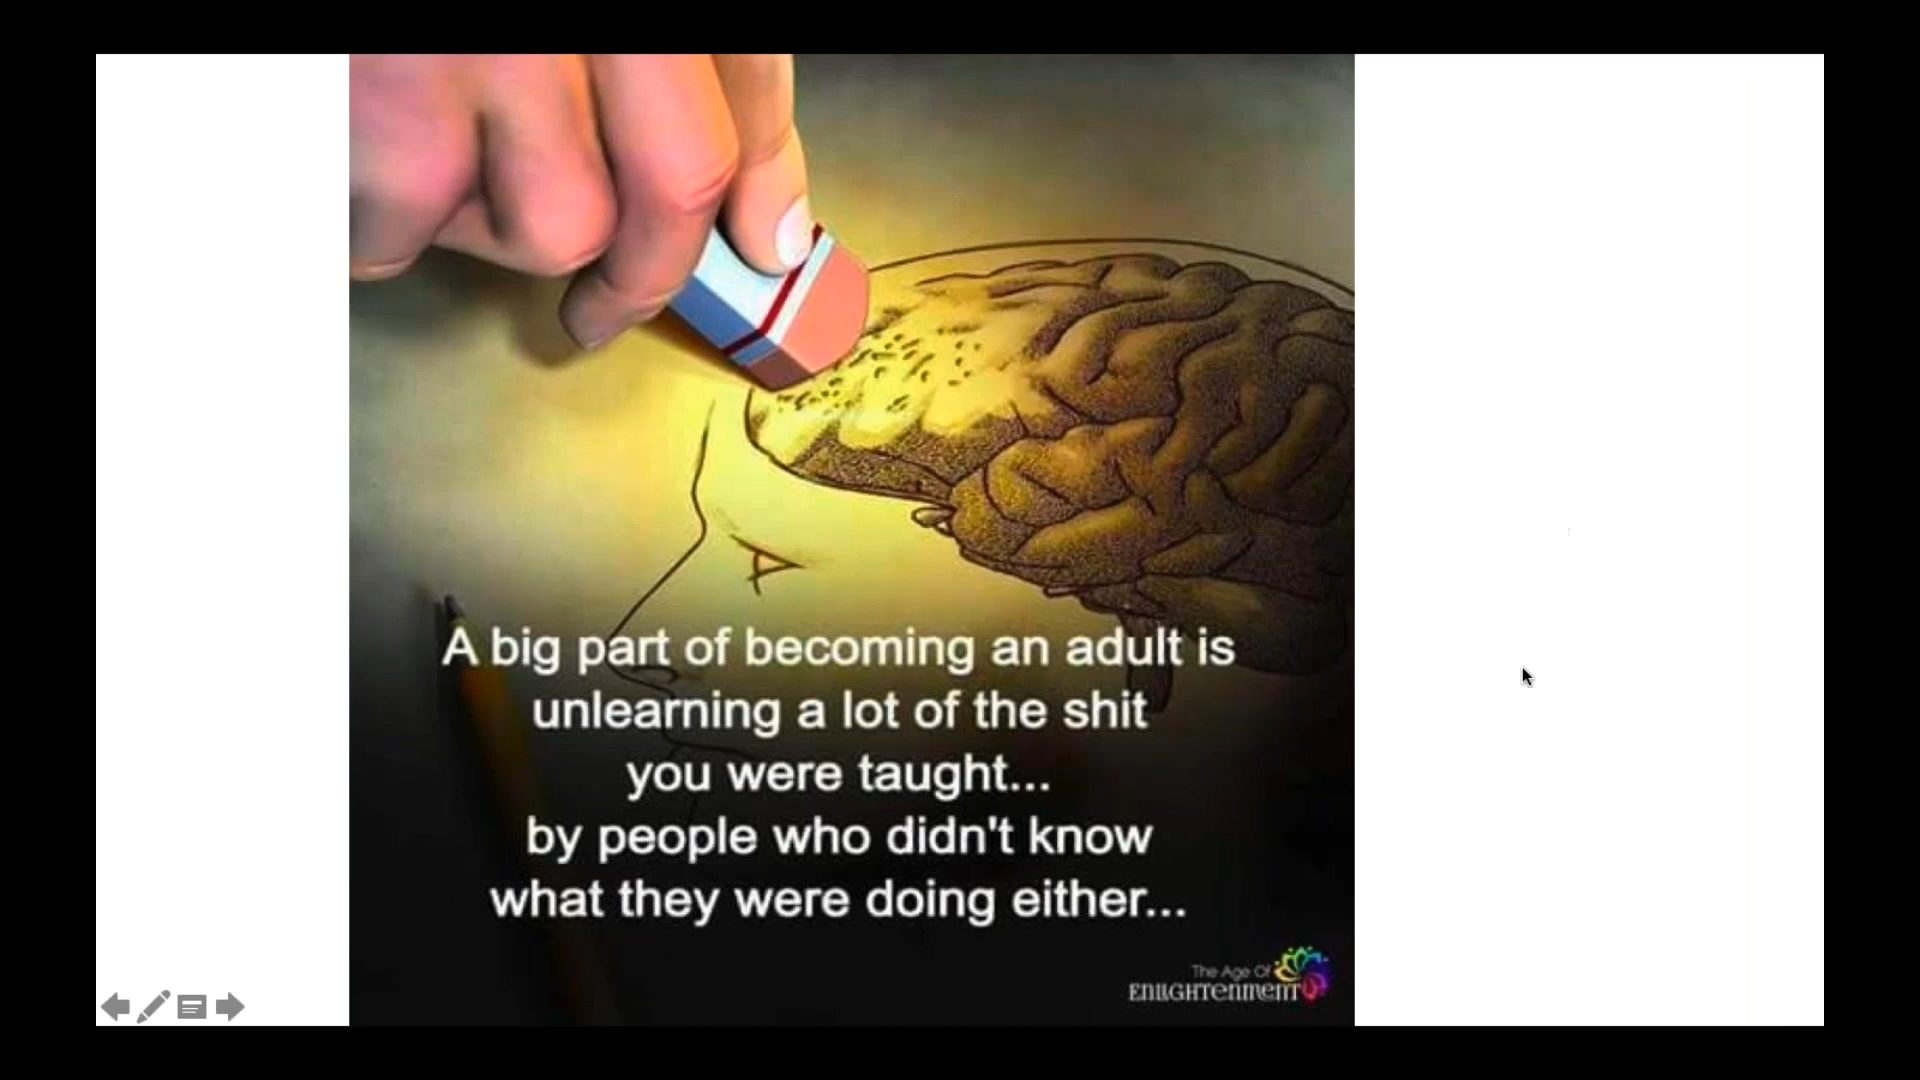 A big part of becoming an adult is
unlearning a lot of the shit
you were taught...
by people who didn't know
what they were doing either...
The Age Of
ENLIGHTENMENT